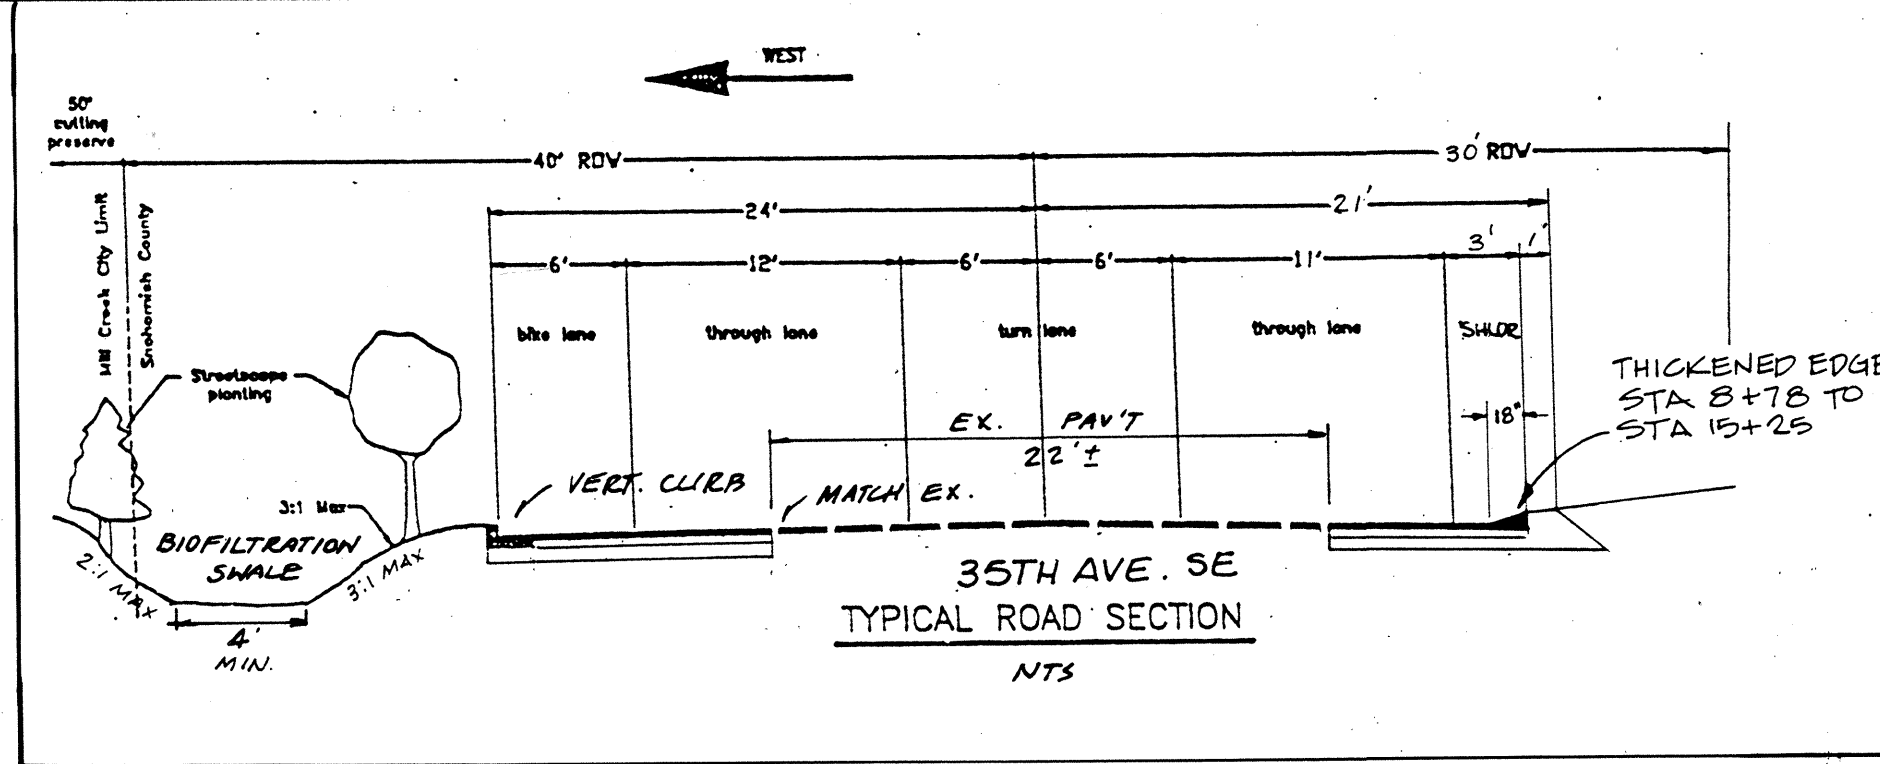 WEST
50'
cutting
preserve
40' ROW
30' ROW
24'
21'
3'
1'
6'
12'
6'
6'
11'
Mill Creek City Limit
Snohomish County
bike lane
through lane
turn lane
through lane
SHLDR
Streetscape
planting
THICKENED EDGE
STA 8+78 TO
STA 15+25
18"
EX. PAV'T
22'±
VERT. CURB
MATCH EX.
3:1 Max
BIOFILTRATION
SWALE
2:1 MAX
3:1 MAX
4'
MIN.
35TH AVE. SE
TYPICAL ROAD SECTION
NTS